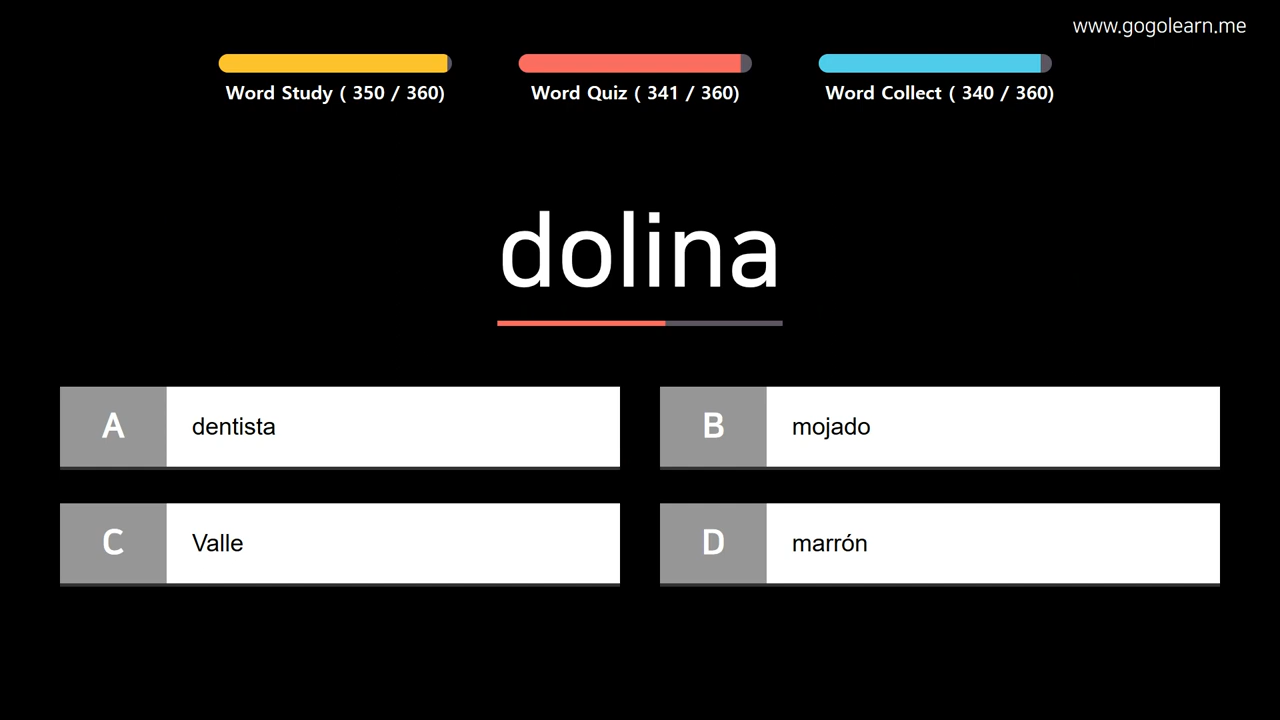 www.gogolearn.me
Word Study ( 350 / 360)
Word Quiz ( 341 / 360)
Word Collect ( 340 / 360)
dolina
A dentista
B mojado
C Valle
D marrón